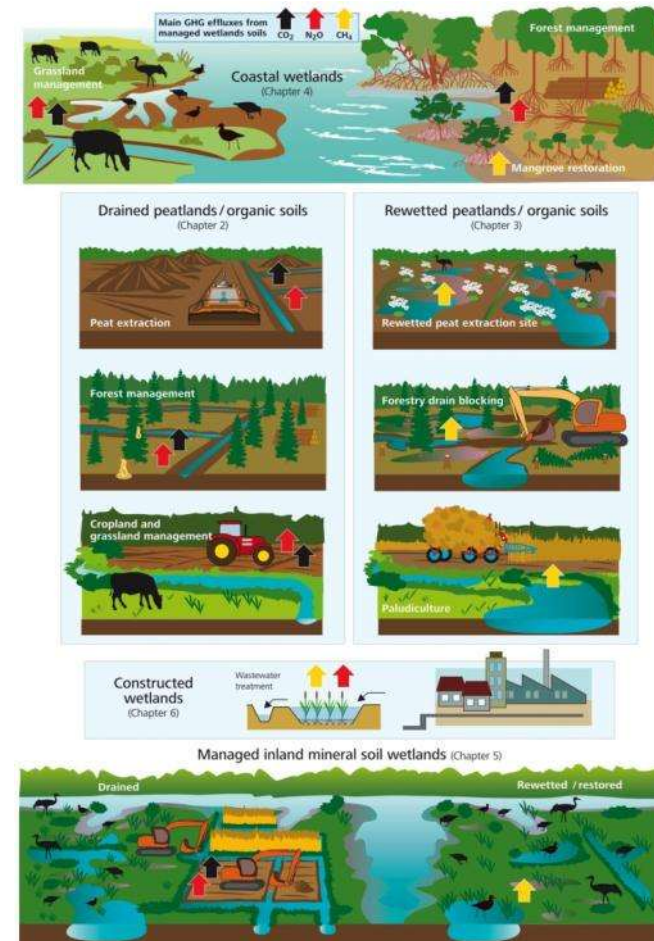 Main GHG effluxes from
managed wetlands soils
CO₂ N₂O CH₄
Grassland
management
Coastal wetlands
(Chapter 4)
Forest management
Mangrove restoration
Drained peatlands/organic soils
(Chapter 2)
Peat extraction
Forest management
Cropland and
grassland management
Rewetted peatlands/organic soils
(Chapter 3)
Rewetted peat extraction site
Forestry drain blocking
Paludiculture
Constructed
wetlands
(Chapter 6)
Wastewater
treatment
Managed inland mineral soil wetlands (Chapter 5)
Drained
Rewetted/restored